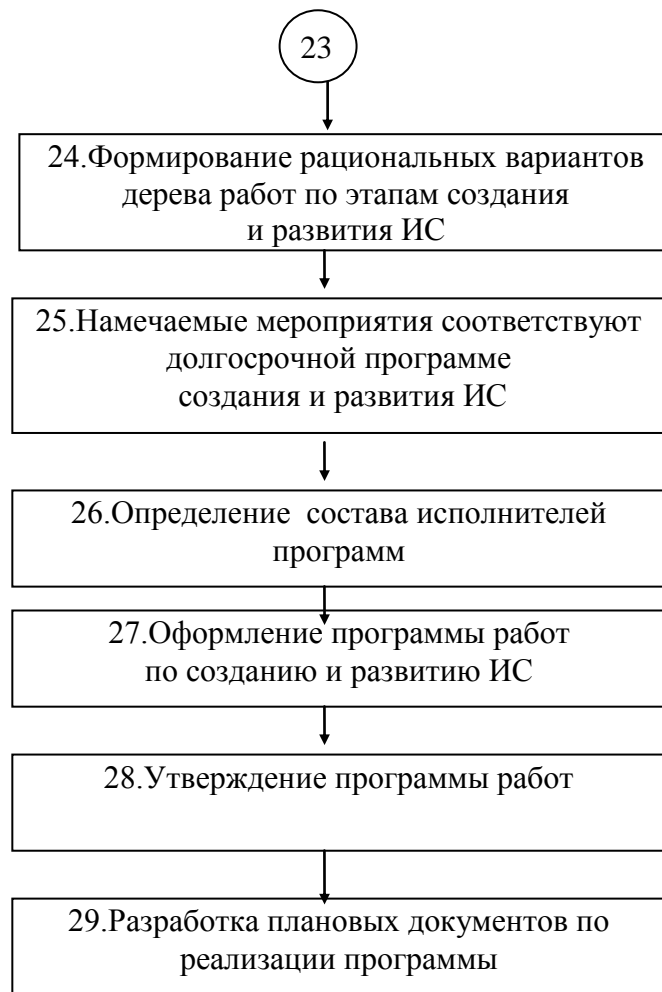 23
24.Формирование рациональных вариантов
дерева работ по этапам создания
и развития ИС
25.Намечаемые мероприятия соответствуют
долгосрочной программе
создания и развития ИС
26.Определение состава исполнителей
программ
27.Оформление программы работ
по созданию и развитию ИС
28.Утверждение программы работ
29.Разработка плановых документов по
реализации программы